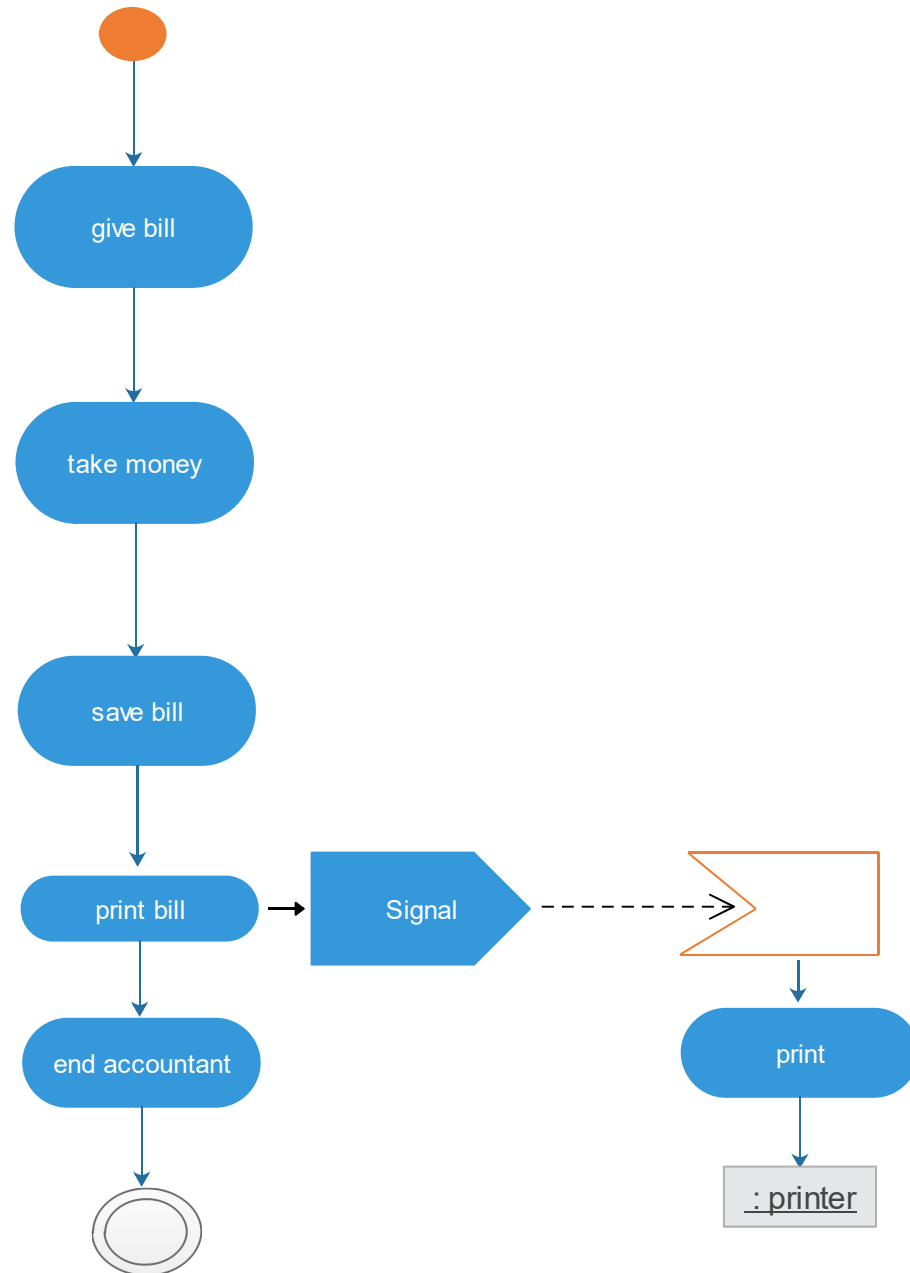 give bill
take money
save bill
print bill
Signal
end accountant
print
: printer